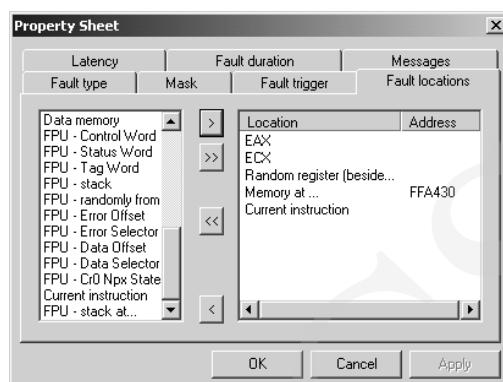 Property Sheet
Latency
Fault duration
Messages
Fault type
Mask
Fault trigger
Fault locations
Data memory
FPU - Control Word
FPU - Status Word
FPU - Tag Word
FPU - stack
FPU - randomly from
FPU - Error Offset
FPU - Error Selector
FPU - Data Offset
FPU - Data Selector
FPU - Cr0 Npx State
Current instruction
FPU - stack at...
>
>>
<<
<
Location Address
EAX
ECX
Random register (beside...
Memory at ... FFA430
Current instruction
OK
Cancel
Apply